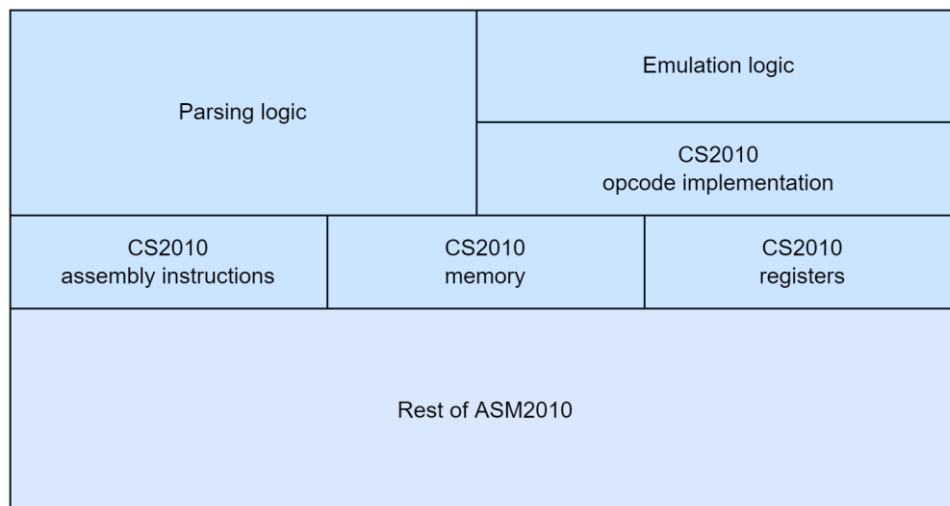 Parsing logic
Emulation logic
CS2010
opcode implementation
CS2010
assembly instructions
CS2010
memory
CS2010
registers
Rest of ASM2010